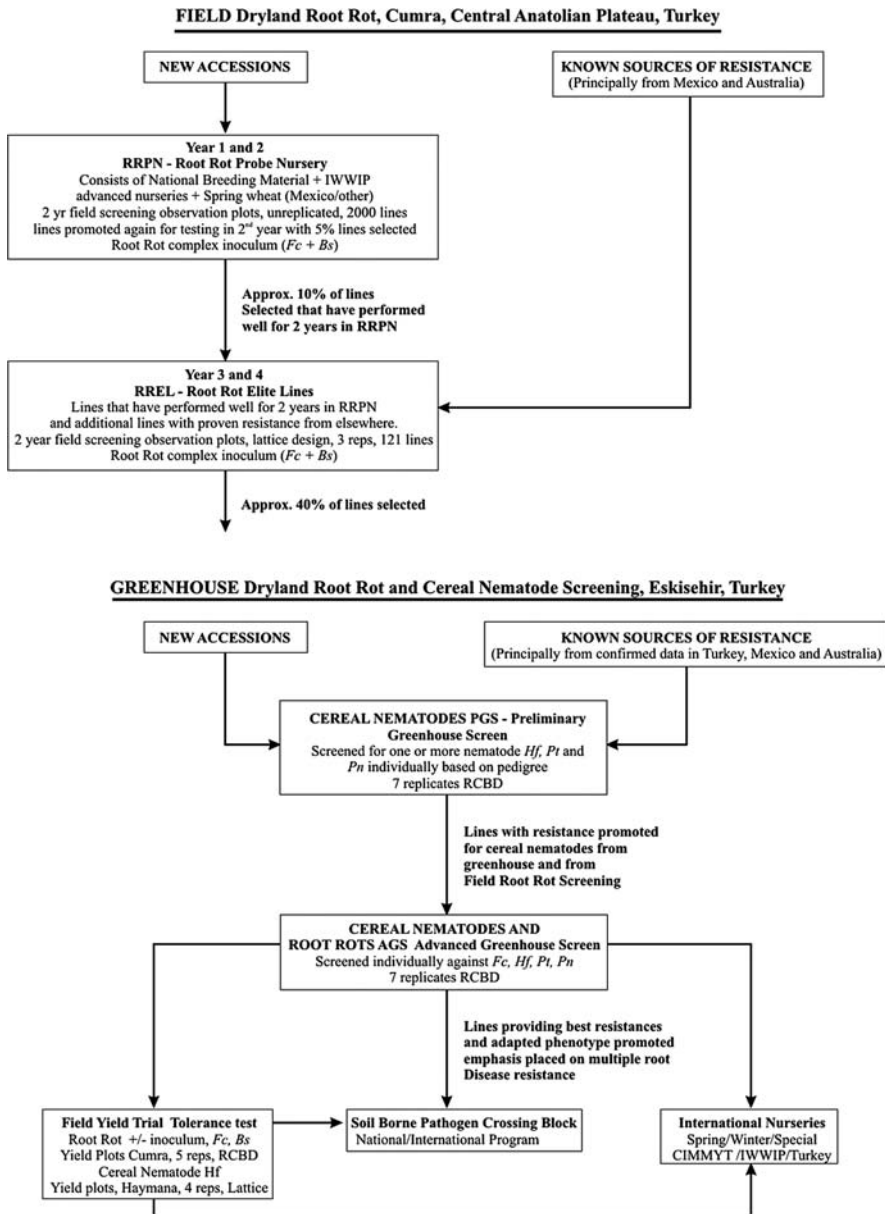 FIELD Dryland Root Rot, Cumra, Central Anatolian Plateau, Turkey
NEW ACCESSIONS
KNOWN SOURCES OF RESISTANCE
(Principally from Mexico and Australia)
Year 1 and 2
RRPN - Root Rot Probe Nursery
Consists of National Breeding Material + IWWIP
advanced nurseries + Spring wheat (Mexico/other)
2 yr field screening observation plots, unreplicated, 2000 lines
lines promoted again for testing in 2nd year with 5% lines selected
Root Rot complex inoculum (Fc + Bs)
Approx. 10% of lines
Selected that have performed
well for 2 years in RRPN
Year 3 and 4
RREL - Root Rot Elite Lines
Lines that have performed well for 2 years in RRPN
and additional lines with proven resistance from elsewhere.
2 year field screening observation plots, lattice design, 3 reps, 121 lines
Root Rot complex inoculum (Fc + Bs)
Approx. 40% of lines selected
GREENHOUSE Dryland Root Rot and Cereal Nematode Screening, Eskisehir, Turkey
NEW ACCESSIONS
KNOWN SOURCES OF RESISTANCE
(Principally from confirmed data in Turkey, Mexico and Australia)
CEREAL NEMATODES PGS - Preliminary
Greenhouse Screen
Screened for one or more nematode Hf, Pt and
Pn individually based on pedigree
7 replicates RCBD
Lines with resistance promoted
for cereal nematodes from
greenhouse and from
Field Root Rot Screening
CEREAL NEMATODES AND
ROOT ROTS AGS Advanced Greenhouse Screen
Screened individually against Fc, Hf, Pt, Pn
7 replicates RCBD
Lines providing best resistances
and adapted phenotype promoted
emphasis placed on multiple root
Disease resistance
Field Yield Trial Tolerance test
Root Rot +/- inoculum, Fc, Bs
Yield Plots Cumra, 5 reps, RCBD
Cereal Nematode Hf
Yield plots, Haymana, 4 reps, Lattice
Soil Borne Pathogen Crossing Block
National/International Program
International Nurseries
Spring/Winter/Special
CIMMYT /IWWIP/Turkey